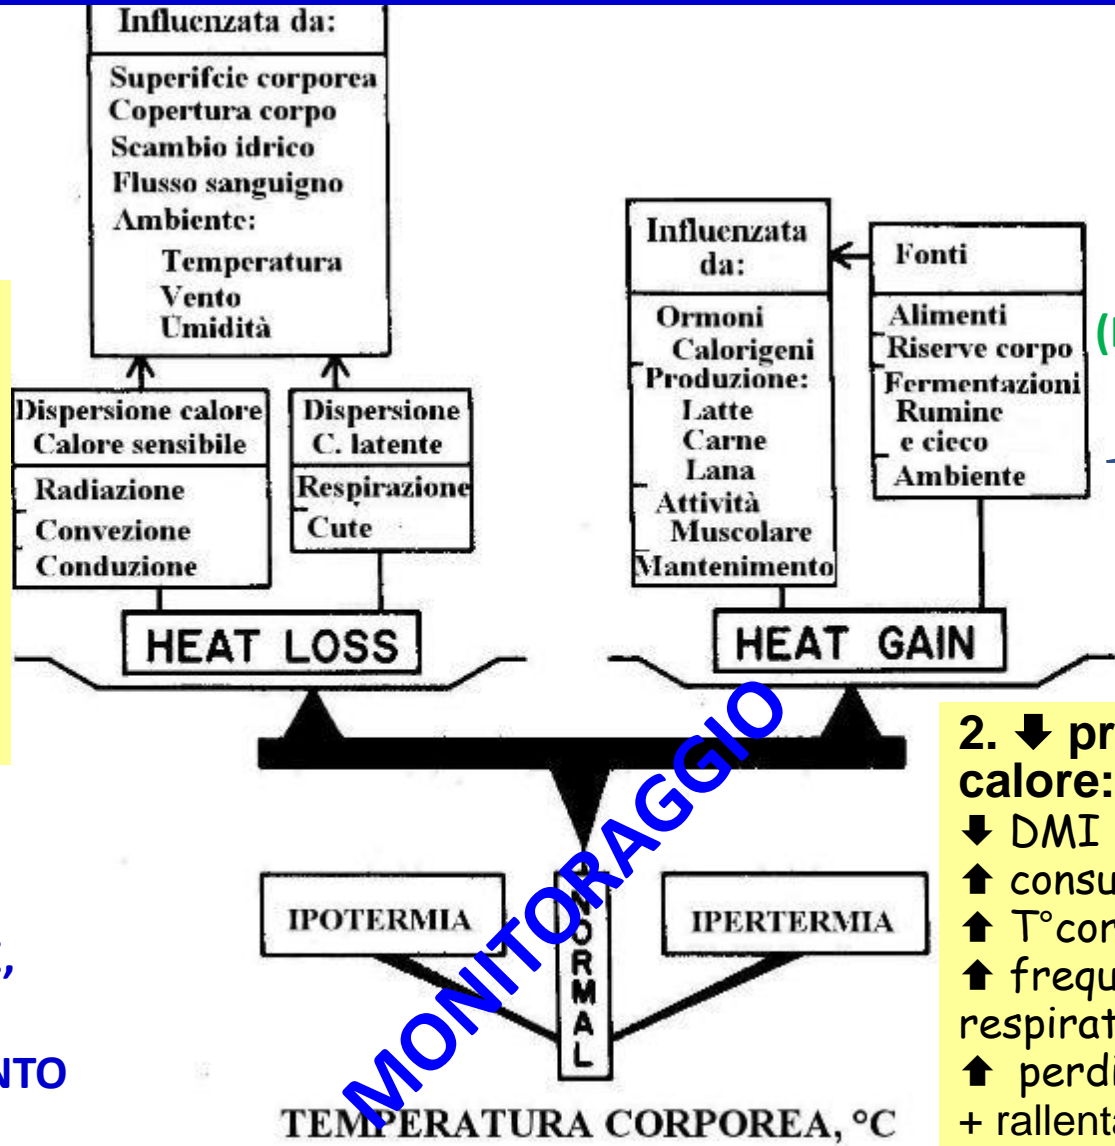 Influenzata da:
Superifcie corporea
Copertura corpo
Scambio idrico
Flusso sanguigno
Ambiente:
Temperatura
Vento
Umidità
Dispersione calore
Calore sensibile
Radiazione
Convezione
Conduzione
Dispersione
C. latente
Respirazione
Cute
HEAT LOSS
Influenzata
da:
Ormoni
Calorigeni
Produzione:
Latte
Carne
Lana
Attività
Muscolare
Mantenimento
Fonti
Alimenti
Riserve corpo
Fermentazioni
Rumine
e cieco
Ambiente
HEAT GAIN
MONITORAGGIO
IPOTERMIA
NORMAL
IPERTERMIA
TEMPERATURA CORPOREA, °C
2. ⬇ pr
calore:
⬇ DMI
⬆ consu
⬆ T°cor
⬆ frequ
respirat
⬆ perdi
+ rallenta
NTO